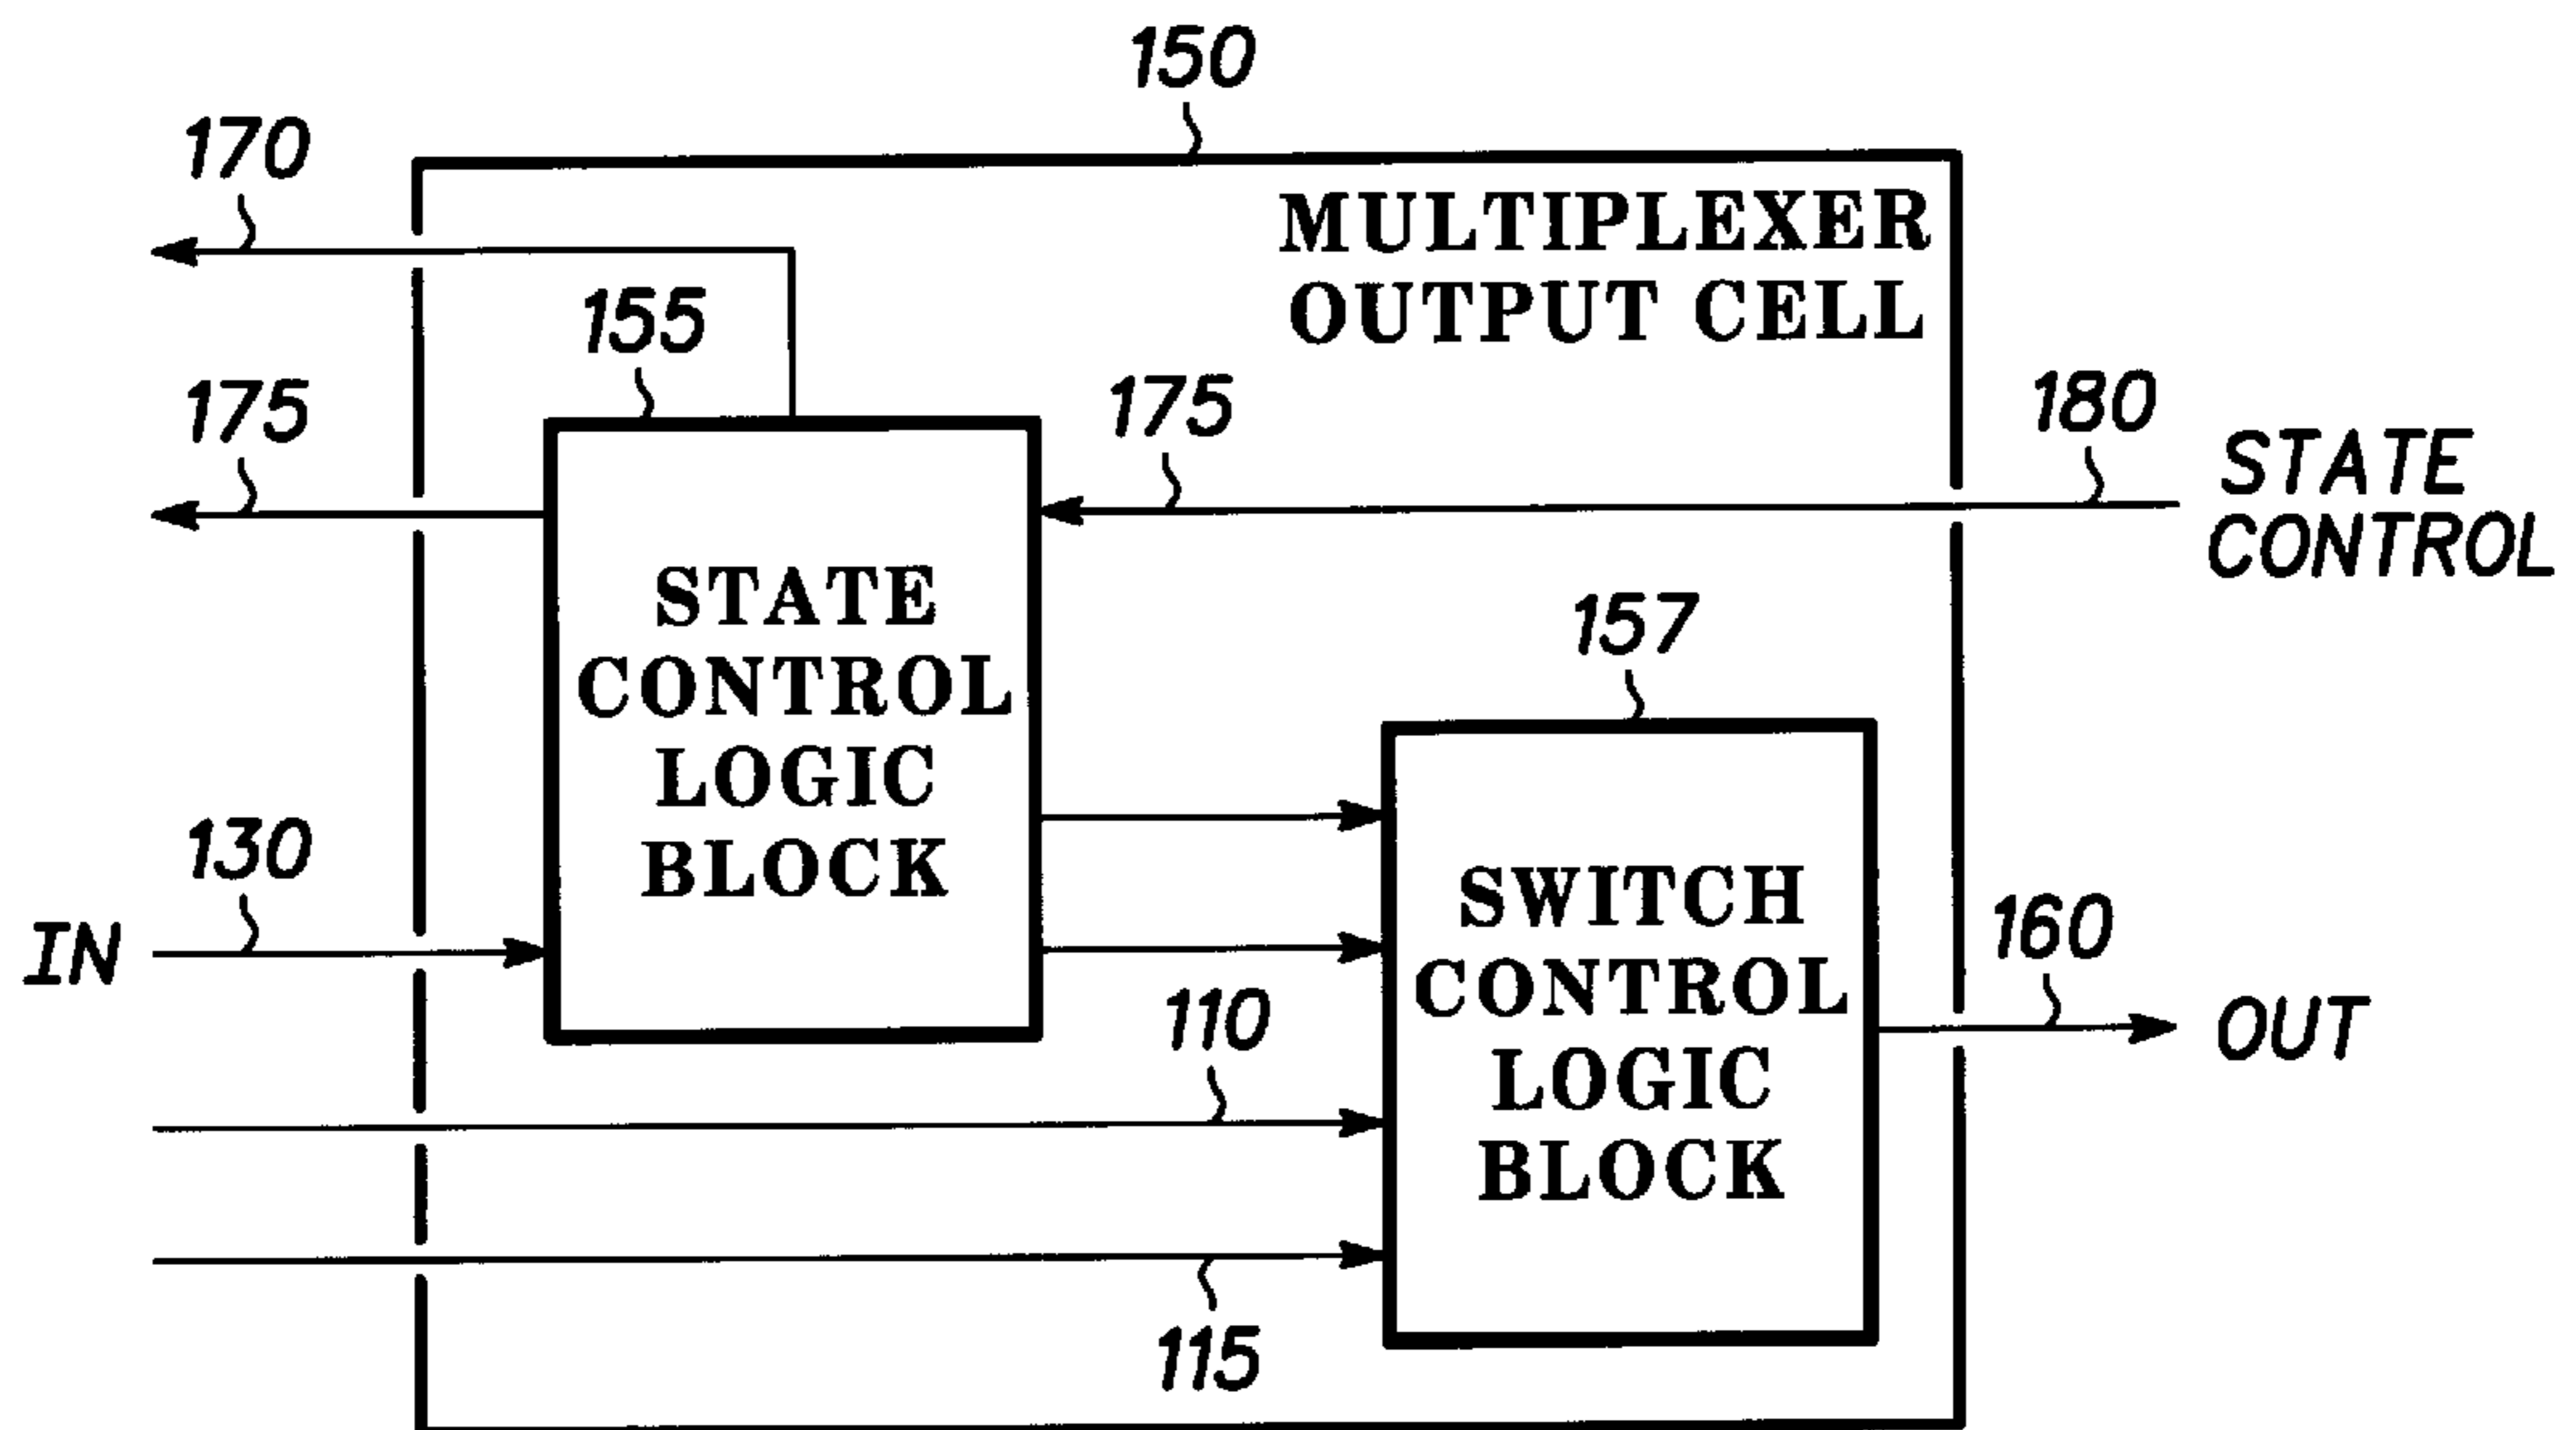 150
170
MULTIPLEXER
OUTPUT CELL
155
175
175
180
STATE
CONTROL
STATE
CONTROL
LOGIC
BLOCK
157
130
IN
SWITCH
CONTROL
LOGIC
BLOCK
160
OUT
110
115